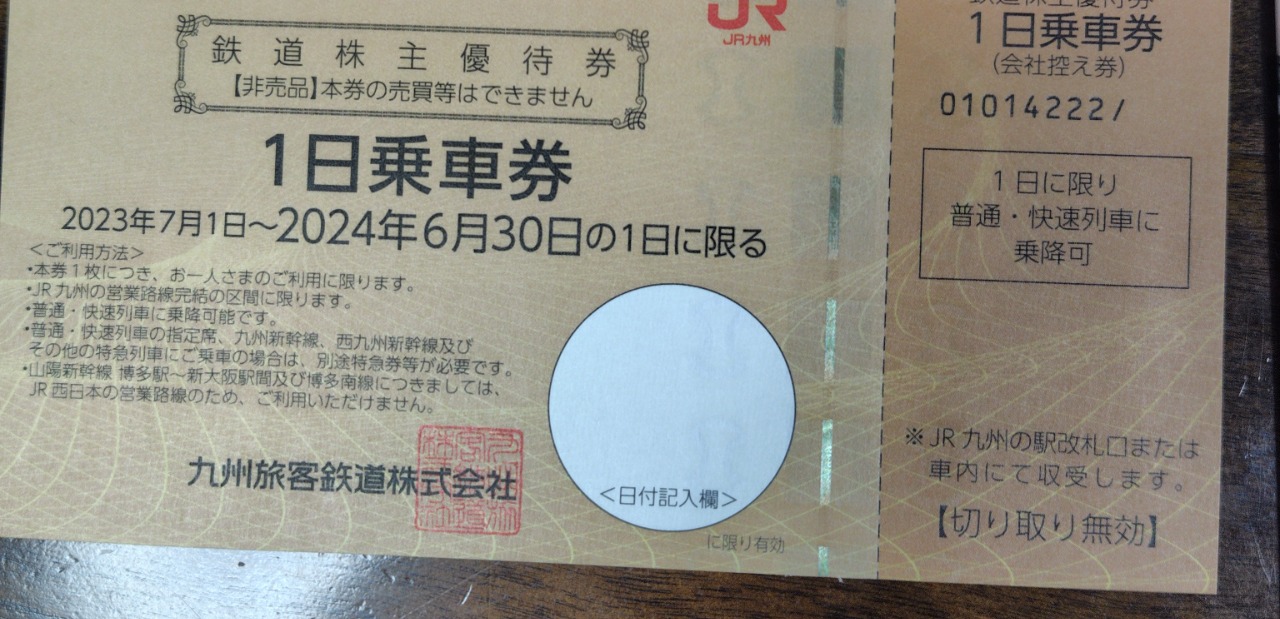 JR
JR九州
鉄道株主優待券
【非売品】本券の売買等はできません
1日乗車券
2023年7月1日～2024年6月30日の1日に限る
＜ご利用方法＞
・本券1枚につき、お一人さまのご利用に限ります。
・JR九州の営業路線完結の区間に限ります。
・普通・快速列車に乗降可能です。
・普通・快速列車の指定席、九州新幹線、西九州新幹線及び
その他の特急列車にご乗車の場合は、別途特急券等が必要です。
・山陽新幹線 博多駅～新大阪駅間及び博多南線につきましては、
JR西日本の営業路線のため、ご利用いただけません。
九州旅客鉄道株式会社
＜日付記入欄＞
に限り有効
鉄道株主優待券
1日乗車券
(会社控え券)
01014222/
1日に限り
普通・快速列車に
乗降可
※JR九州の駅改札口または
車内にて収受します。
【切り取り無効】